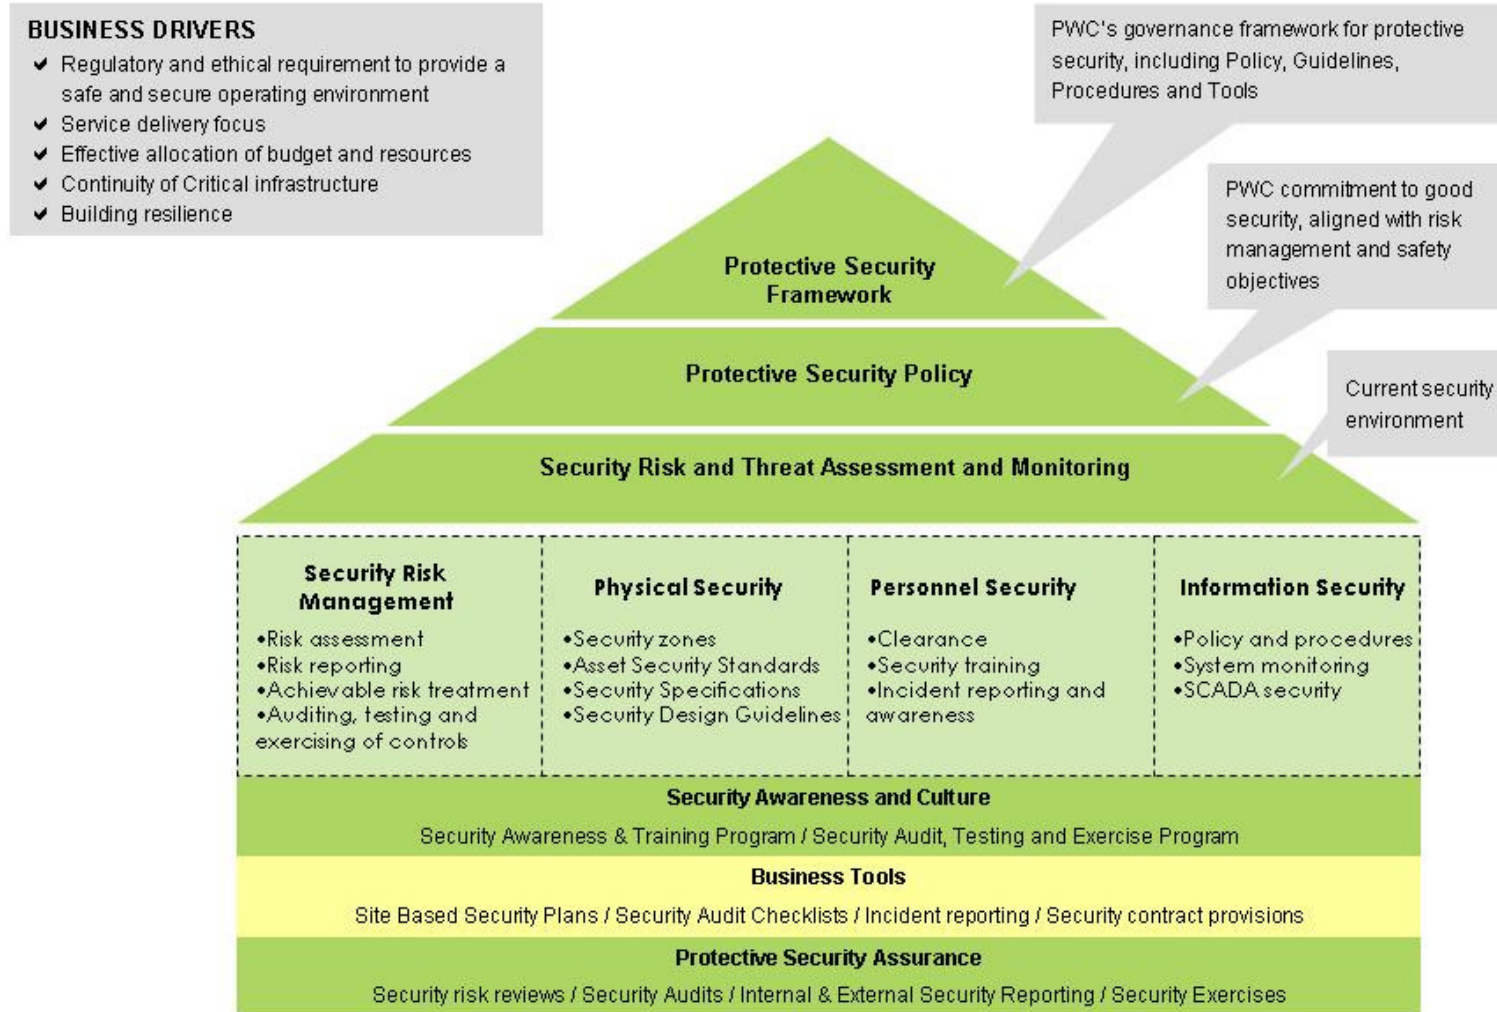 BUSINESS DRIVERS
✔ Regulatory and ethical requirement to provide a
safe and secure operating environment
✔ Service delivery focus
✔ Effective allocation of budget and resources
✔ Continuity of Critical infrastructure
✔ Building resilience
PWC's governance framework for protective
security, including Policy, Guidelines,
Procedures and Tools
PWC commitment to good
security, aligned with risk
management and safety
objectives
Current security
environment
Protective Security
Framework
Protective Security Policy
Security Risk and Threat Assessment and Monitoring
Security Risk
Management
•Risk assessment
•Risk reporting
•Achievable risk treatment
•Auditing, testing and
exercising of controls
Physical Security
•Security zones
•Asset Security Standards
•Security Specifications
•Security Design Guidelines
Personnel Security
•Clearance
•Security training
•Incident reporting and
awareness
Information Security
•Policy and procedures
•System monitoring
•SCADA security
Security Awareness and Culture
Security Awareness & Training Program / Security Audit, Testing and Exercise Program
Business Tools
Site Based Security Plans / Security Audit Checklists / Incident reporting / Security contract provisions
Protective Security Assurance
Security risk reviews / Security Audits / Internal & External Security Reporting / Security Exercises